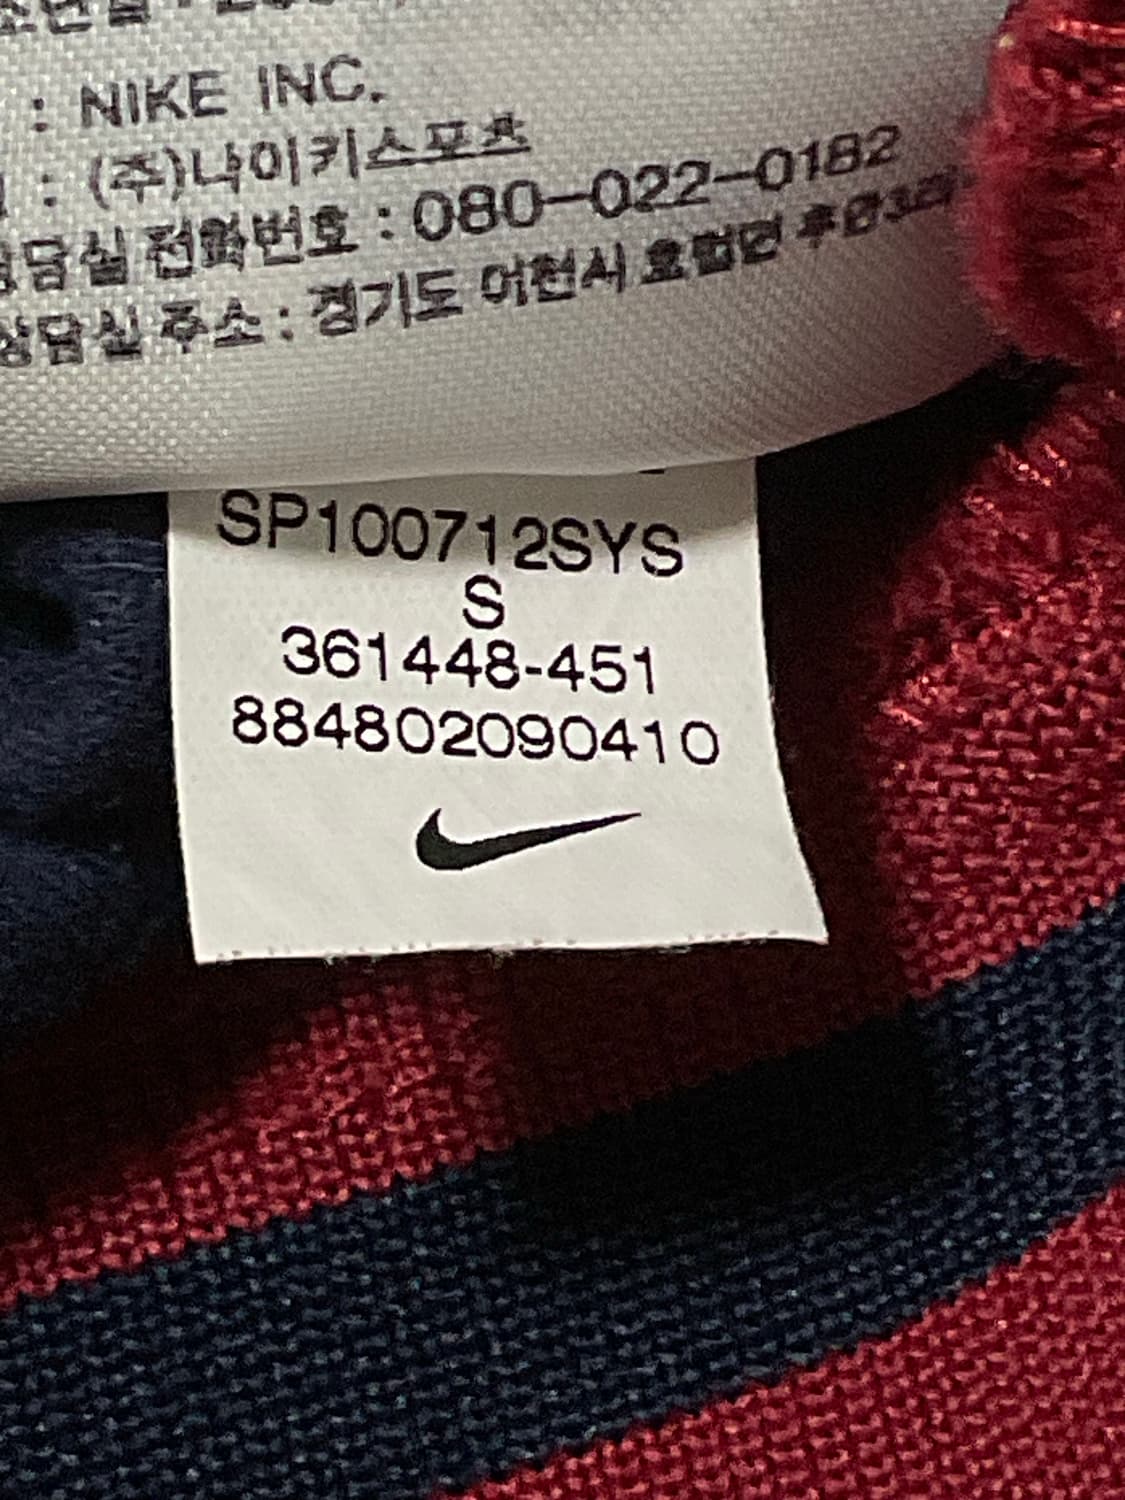 : NIKE INC.
: (주)나이키스포츠
상담실 전화번호 : 080-022-0182
상담실 주소 : 경기도 이천시 호법면
SP100712SYS
S
361448-451
884802090410